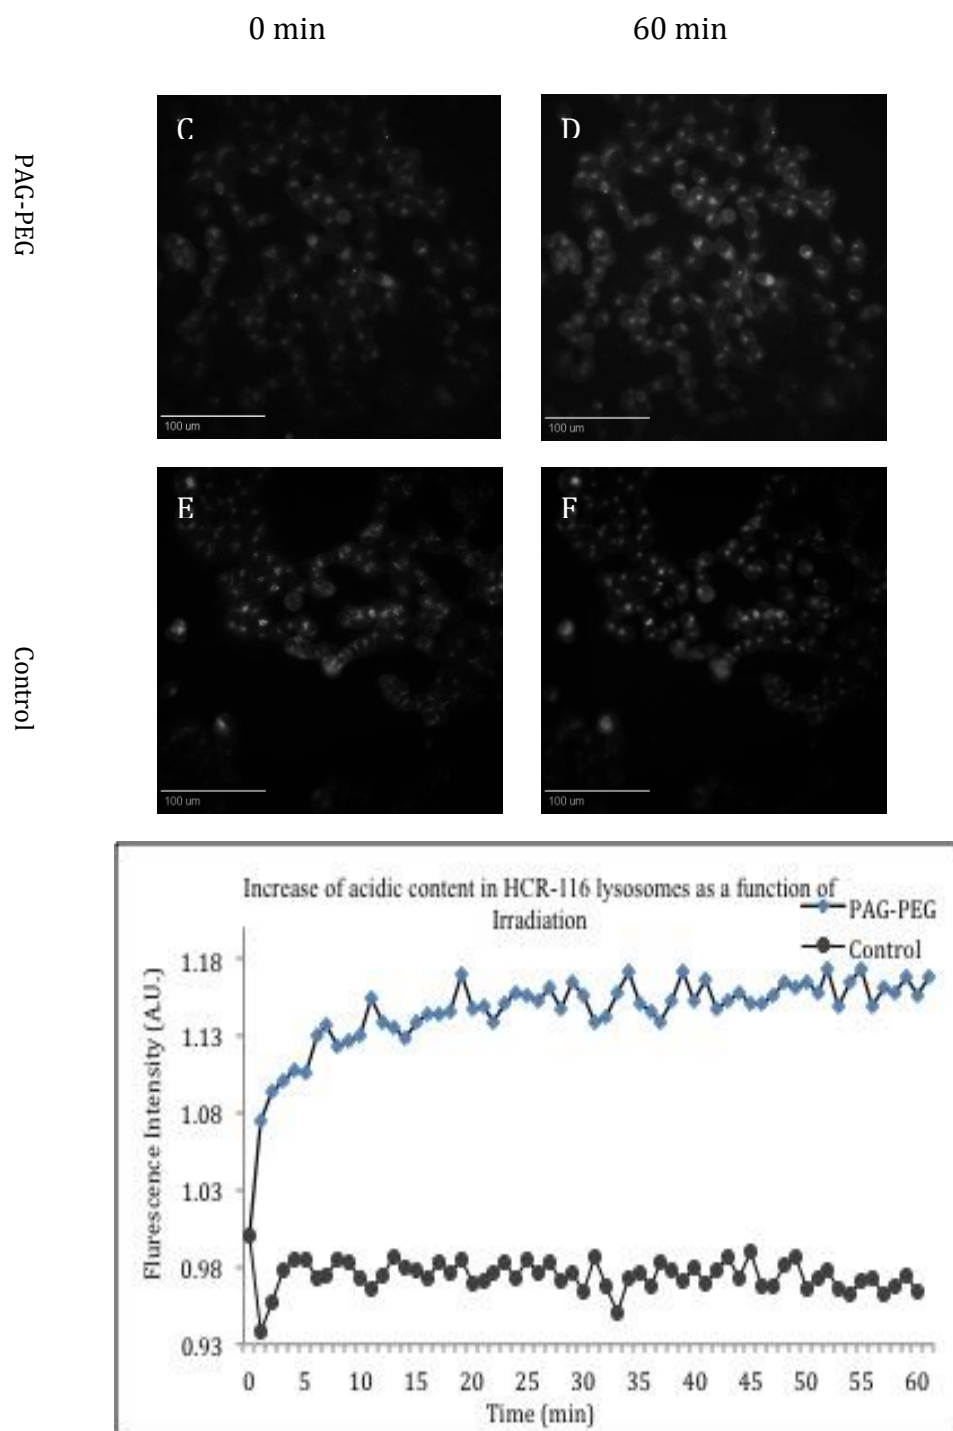 0 min 60 min
PAG-PEG
C D
100 um 100 um
Control
E F
100 um 100 um
Increase of acidic content in HCR-116 lysosomes as a function of
Irradiation
PAG-PEG
Control
Flurescence Intensity (A.U.)
1.18
1.13
1.08
1.03
0.98
0.93
0 5 10 15 20 25 30 35 40 45 50 55 60
Time (min)